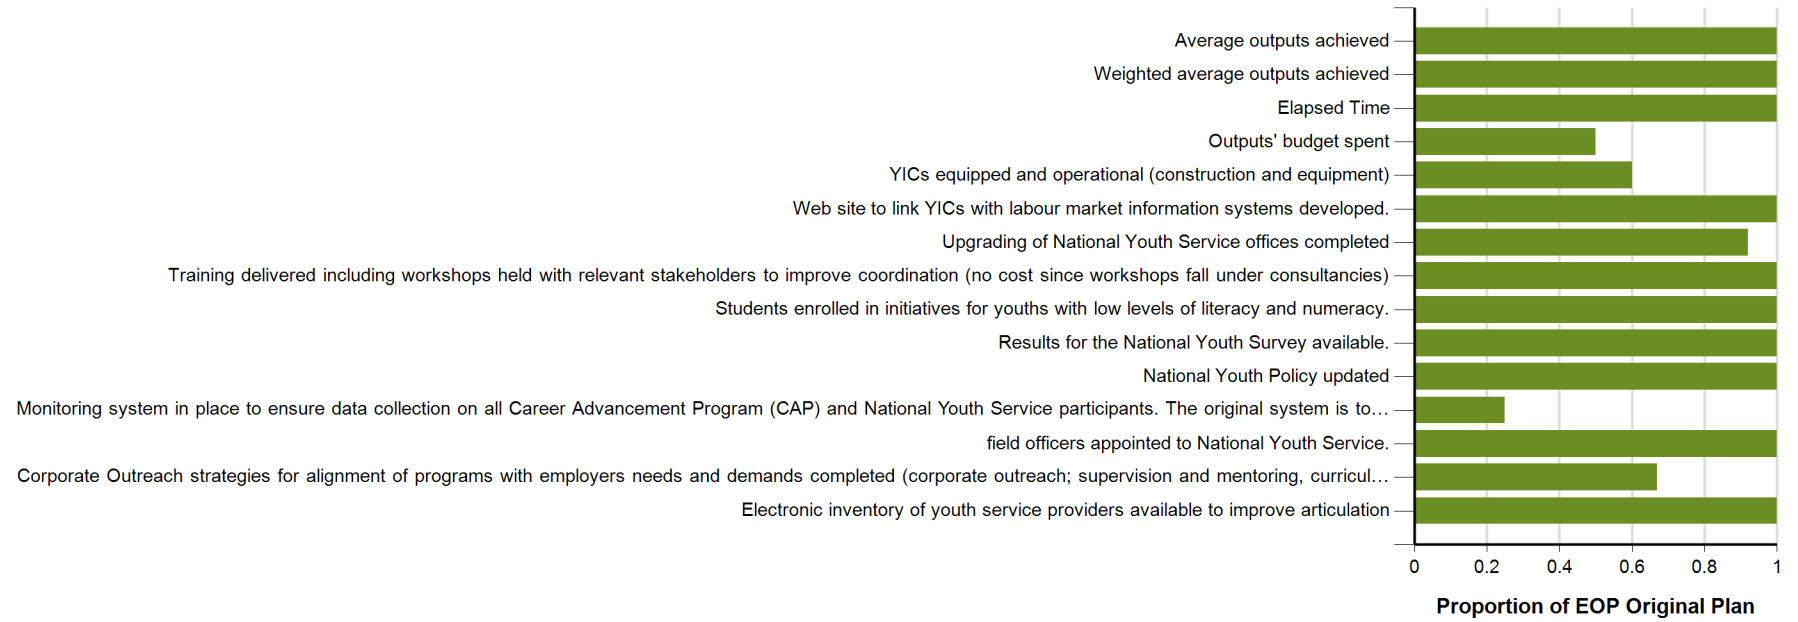 Average outputs achieved
Weighted average outputs achieved
Elapsed Time
Outputs' budget spent
YICs equipped and operational (construction and equipment)
Web site to link YICs with labour market information systems developed.
Upgrading of National Youth Service offices completed
Training delivered including workshops held with relevant stakeholders to improve coordination (no cost since workshops fall under consultancies)
Students enrolled in initiatives for youths with low levels of literacy and numeracy.
Results for the National Youth Survey available.
National Youth Policy updated
Monitoring system in place to ensure data collection on all Career Advancement Program (CAP) and National Youth Service participants. The original system is to…
field officers appointed to National Youth Service.
Corporate Outreach strategies for alignment of programs with employers needs and demands completed (corporate outreach; supervision and mentoring, curricul…
Electronic inventory of youth service providers available to improve articulation
0 0.2 0.4 0.6 0.8 1
Proportion of EOP Original Plan